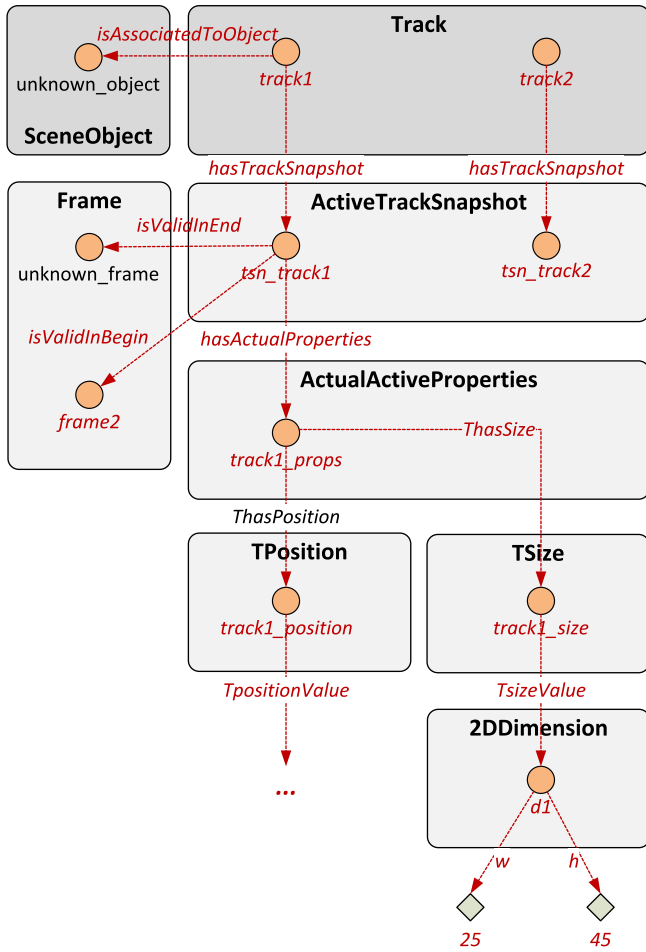 isAssociatedToObject
Track
unknown_object
track1
track2
SceneObject
hasTrackSnapshot
hasTrackSnapshot
Frame
ActiveTrackSnapshot
isValidInEnd
unknown_frame
tsn_track1
tsn_track2
isValidInBegin
hasActualProperties
ActualActiveProperties
frame2
ThasSize
track1_props
ThasPosition
TPosition
TSize
track1_position
track1_size
TpositionValue
TsizeValue
2DDimension
...
d1
w
h
25
45